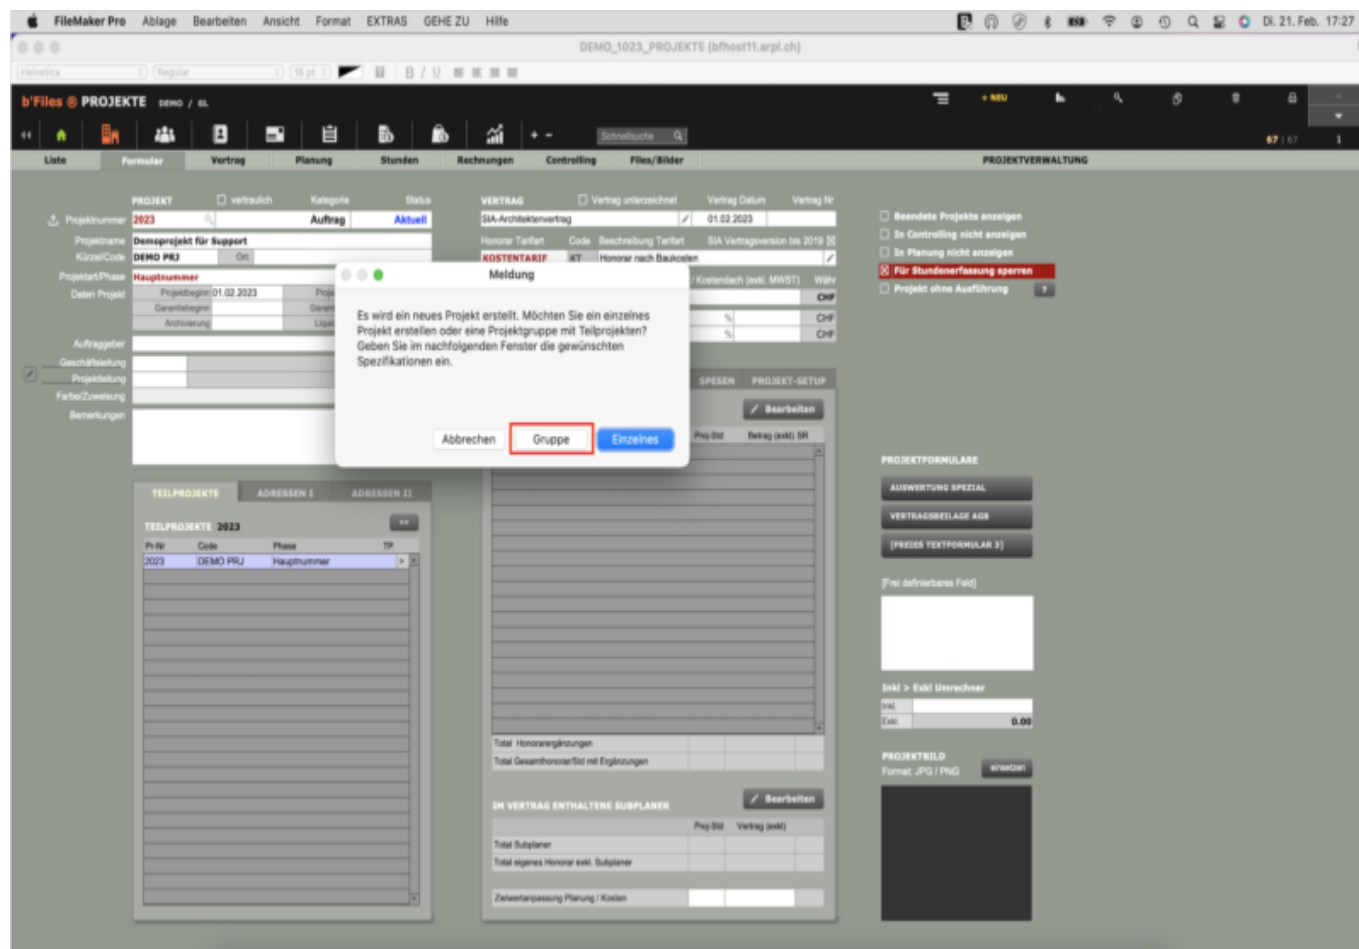 FileMaker Pro Ablage Bearbeiten Ansicht Format EXTRAS GEHE ZU Hilfe Di. 21. Feb. 17:27
DEMO_1023_PROJEKTE (bfhost11.arpl.ch)
Helvetica Regular 16 pt B / U
b'Files ® PROJEKTE DEMO / GL + NEU
+ - Schnellsuche 67 | 67 1
Liste Formular Vertrag Planung Stunden Rechnungen Controlling Files/Bilder PROJEKTVERWALTUNG
PROJEKT vertraulich Kategorie Status
Projektnummer 2023 Auftrag Aktuell
Projektname Demoprojekt für Support
Kürzel/Code DEMO PRJ Ort
Projektart/Phase Hauptnummer
Daten Projekt Projektbeginn 01.02.2023
Garantiebeginn
Archivierung
Auftraggeber
Geschäftsleitung
Projektleitung
Farbe/Zuweisung
Bemerkungen
VERTRAG Vertrag unterzeichnet Vertrag Datum Vertrag Nr
SIA-Architektenvertrag 01.02.2023
Honorar Tarifart Code Beschreibung Tarifart SIA Vertragsversion bis 2019
KOSTENTARIF KT Honorar nach Baukosten
/ Kostendach (exkl. MWST) Währ
CHF
% CHF
% CHF
Beendete Projekte anzeigen
In Controlling nicht anzeigen
In Planung nicht anzeigen
Für Stundenerfassung sperren
Projekt ohne Ausführung ?
Meldung
Es wird ein neues Projekt erstellt. Möchten Sie ein einzelnes
Projekt erstellen oder eine Projektgruppe mit Teilprojekten?
Geben Sie im nachfolgenden Fenster die gewünschten
Spezifikationen ein.
Abbrechen Gruppe Einzelnes
SPESEN PROJEKT-SETUP
Bearbeiten
Proj-Std Betrag (exkl) SR
Total Honorarergänzungen
Total Gesamthonorar/Std mit Ergänzungen
Bearbeiten
IM VERTRAG ENTHALTENE SUBPLANER
Proj-Std Vertrag (exkl)
Total Subplaner
Total eigenes Honorar exkl. Subplaner
Zielwertanpassung Planung / Kosten
TEILPROJEKTE ADRESSEN I ADRESSEN II
TEILPROJEKTE 2023 >>
Pr-Nr Code Phase TP
2023 DEMO PRJ Hauptnummer >
PROJEKTFORMULARE
AUSWERTUNG SPEZIAL
VERTRAGSBEILAGE AGB
[FREIES TEXTFORMULAR 3]
[Frei definierbares Feld]
Inkl > Exkl Umrechner
Inkl.
Exkl. 0.00
PROJEKTBILD
Format: JPG / PNG einsetzen